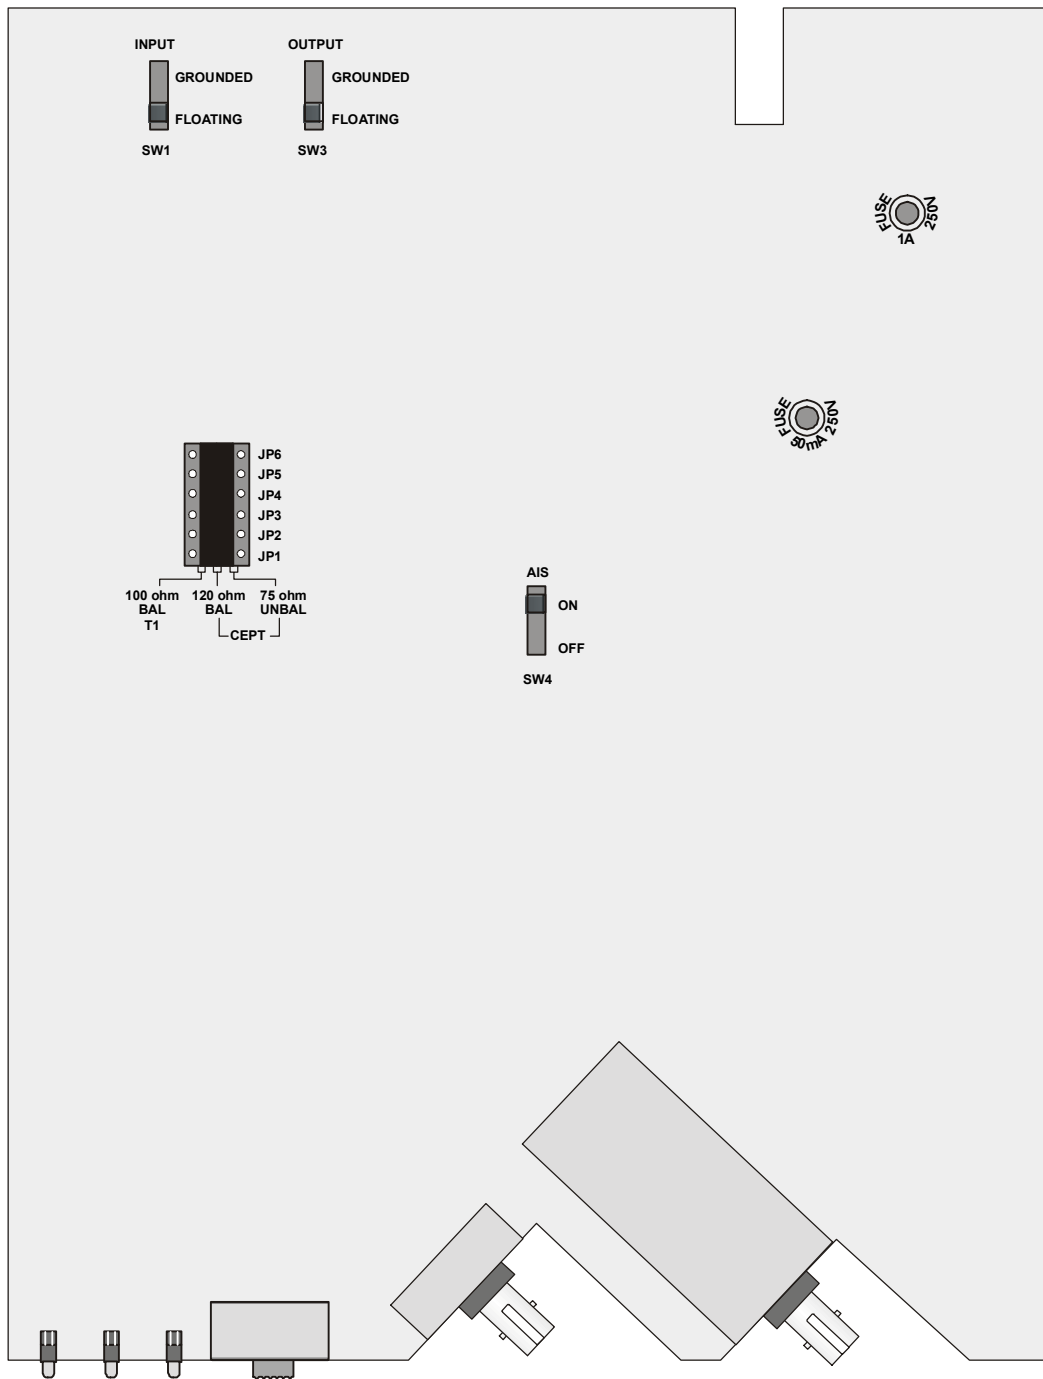 INPUT
GROUNDED
FLOATING
SW1
OUTPUT
GROUNDED
FLOATING
SW3
FUSE 250V
1A
FUSE 250V
50mA
JP6
JP5
JP4
JP3
JP2
JP1
100 ohm
BAL
T1
120 ohm
BAL
75 ohm
UNBAL
CEPT
AIS
ON
OFF
SW4